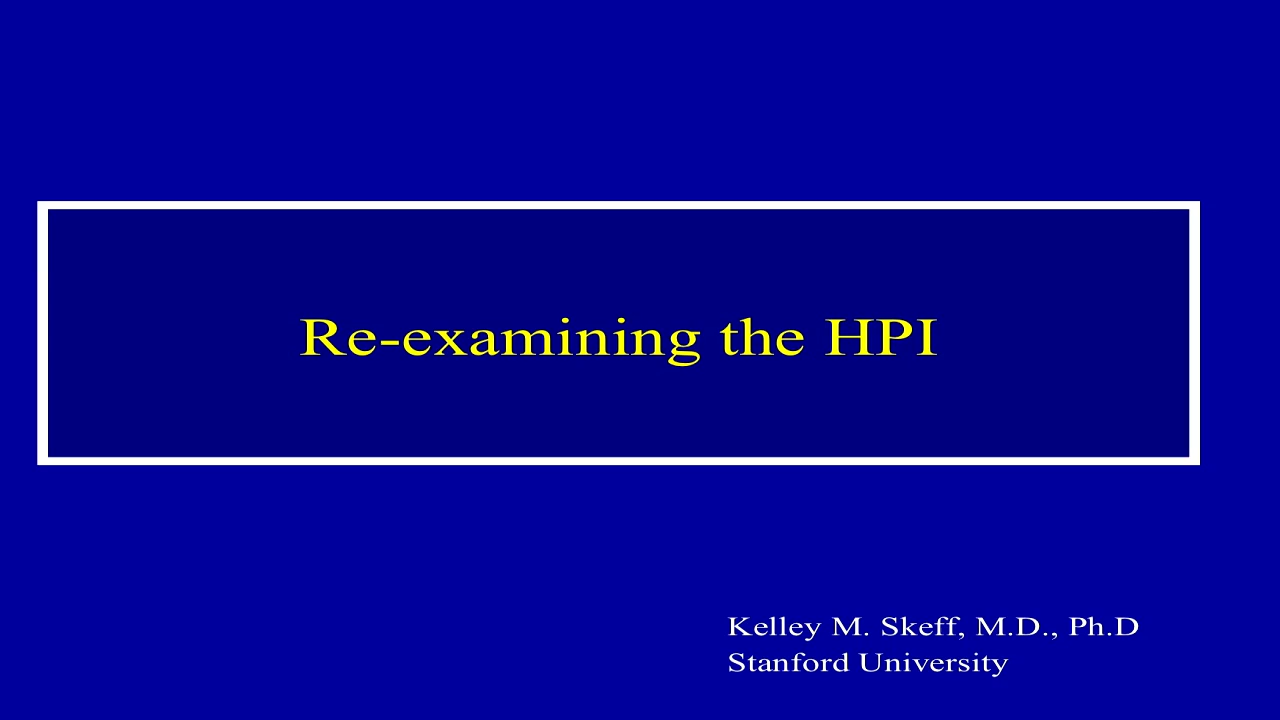 Re-examining the HPI
Kelley M. Skeff, M.D., Ph.D
Stanford University